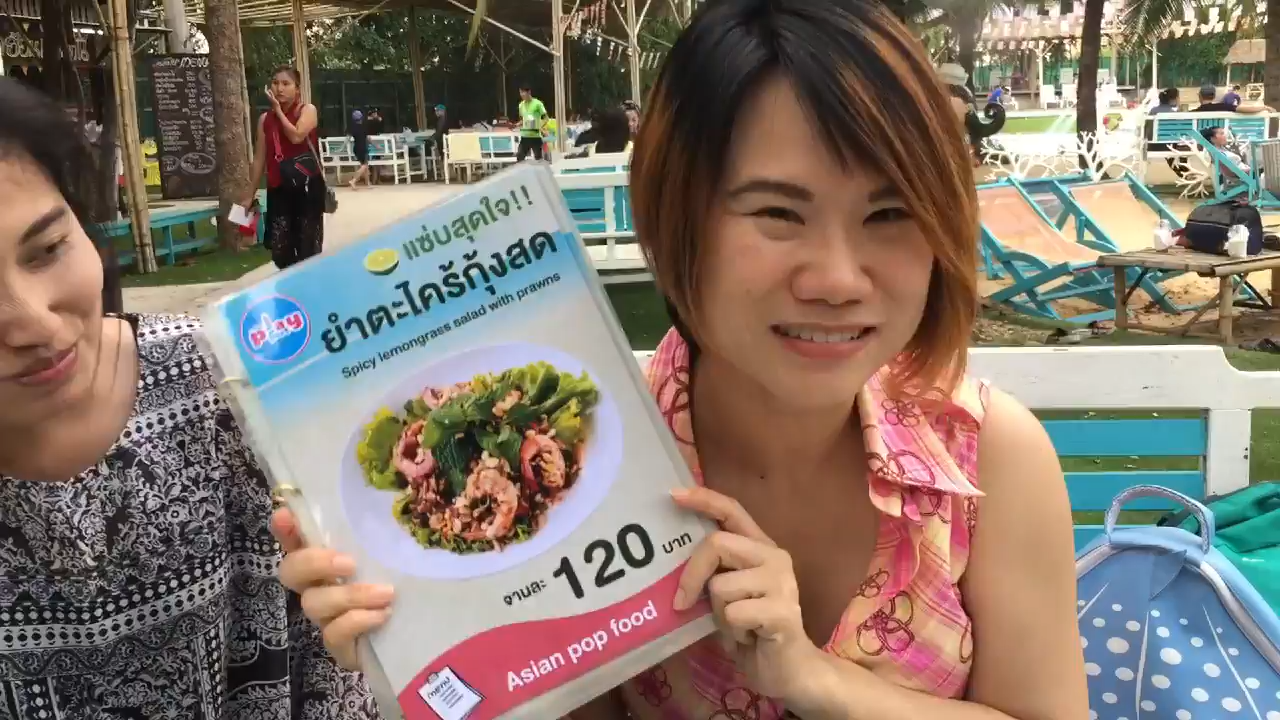 แซ่บสุดใจ!!
play
ยำตะไคร้กุ้งสด
Spicy lemongrass salad with prawns
จานละ 120 บาท
Asian pop food